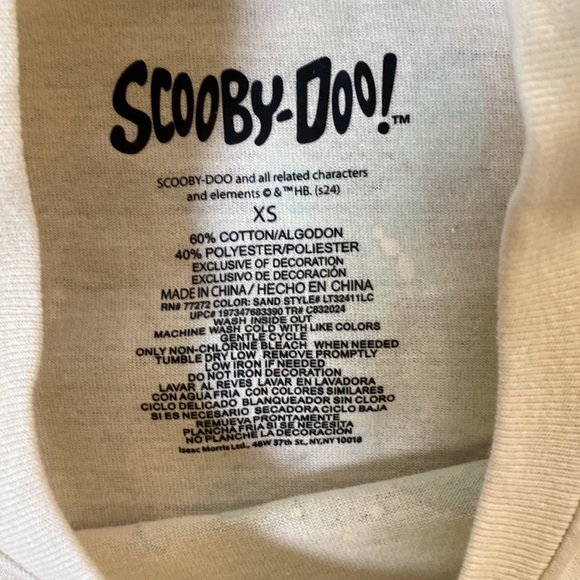 SCOOBY-DOO!™
SCOOBY-DOO and all related characters
and elements © &™HB. (s24)
XS
60% COTTON/ALGODON
40% POLYESTER/POLIESTER
EXCLUSIVE OF DECORATION
EXCLUSIVO DE DECORACIÓN
MADE IN CHINA/ HECHO EN CHINA
RN# 77272 COLOR: SAND STYLE# LT32411LC
UPC# 197347683390 TR# C832024
WASH INSIDE OUT
MACHINE WASH COLD WITH LIKE COLORS
GENTLE CYCLE
ONLY NON-CHLORINE BLEACH WHEN NEEDED
TUMBLE DRY LOW REMOVE PROMPTLY
LOW IRON IF NEEDED
DO NOT IRON DECORATION
LAVAR AL REVES LAVAR EN LAVADORA
CON AGUA FRIA CON COLORES SIMILARES
CICLO DELICADO BLANQUEADOR SIN CLORO
SI ES NECESARIO SECADORA CICLO BAJA
REMUEVA PRONTAMENTE
PLANCHA FRIA SI SE NECESITA
NO PLANCHE LA DECORACIÓN
Isaac Morris Ltd., 48W 37th St., NY,NY 10018